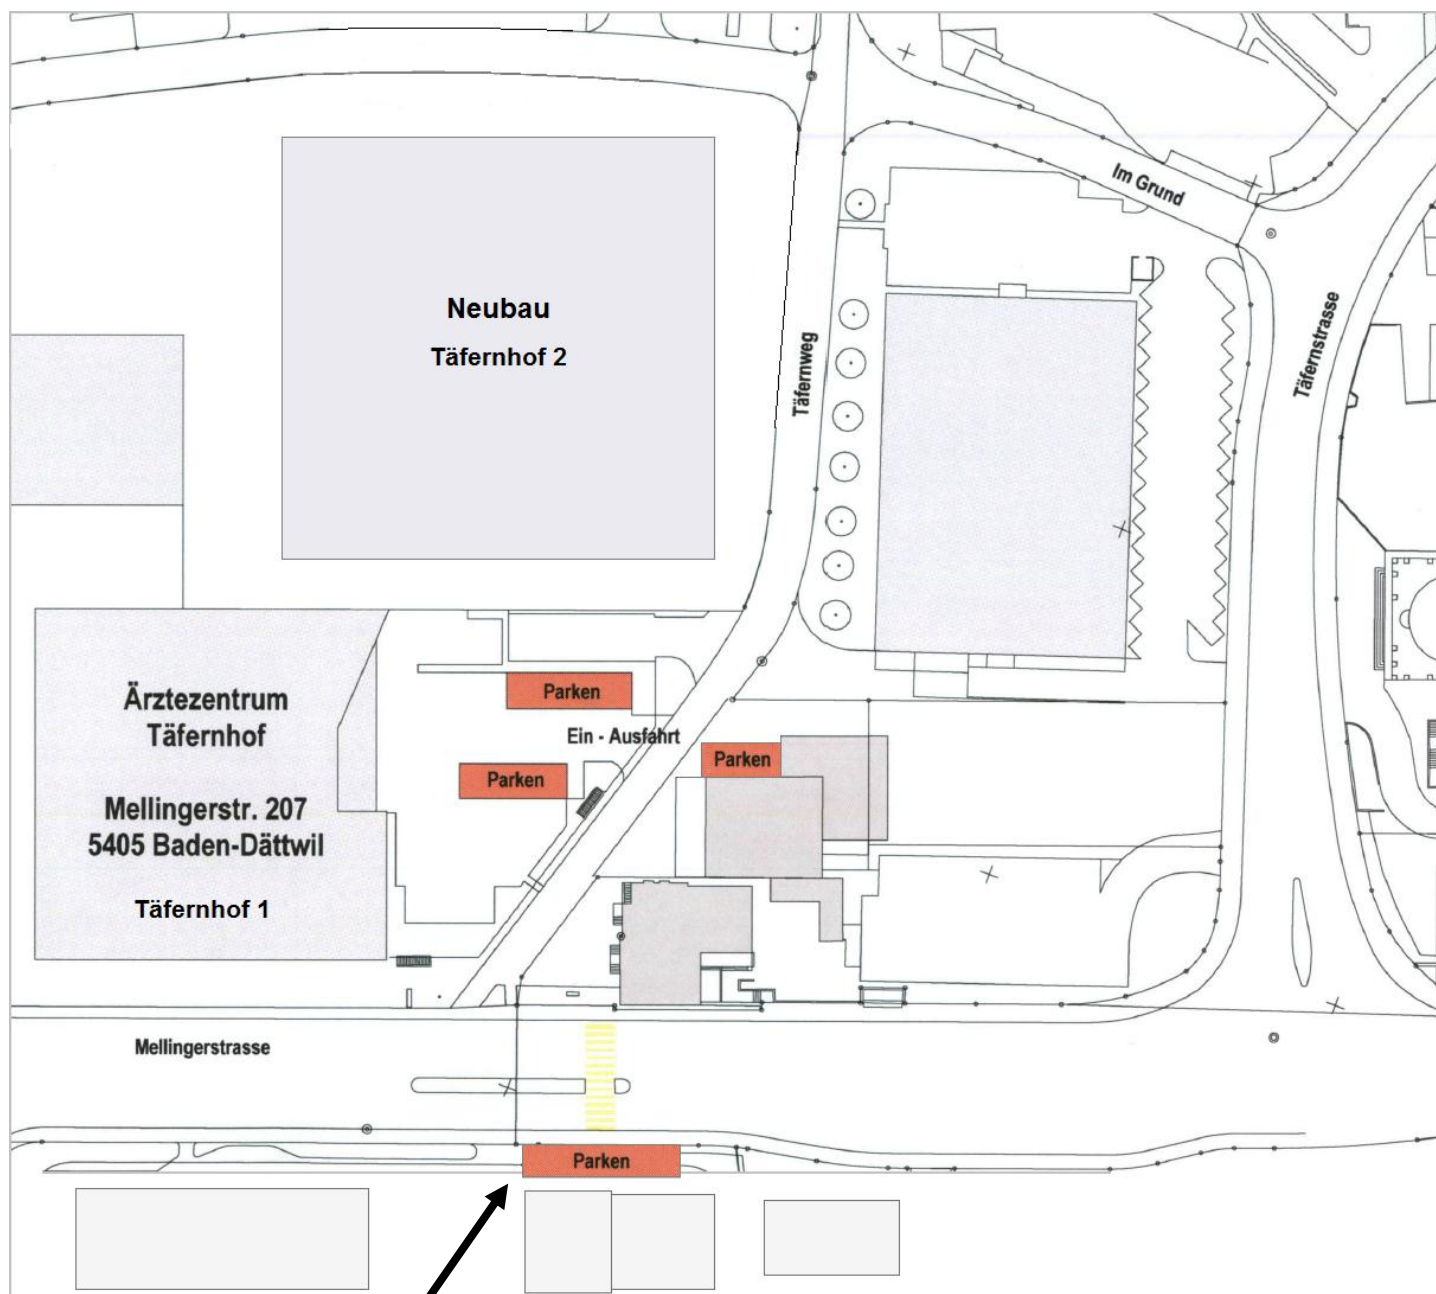 Im Grund
Neubau
Täfernhof 2
Täfernweg
Täfernstrasse
Ärztezentrum
Täfernhof
Mellingerstr. 207
5405 Baden-Dättwil
Täfernhof 1
Parken
Ein - Ausfahrt
Parken
Parken
Mellingerstrasse
Parken